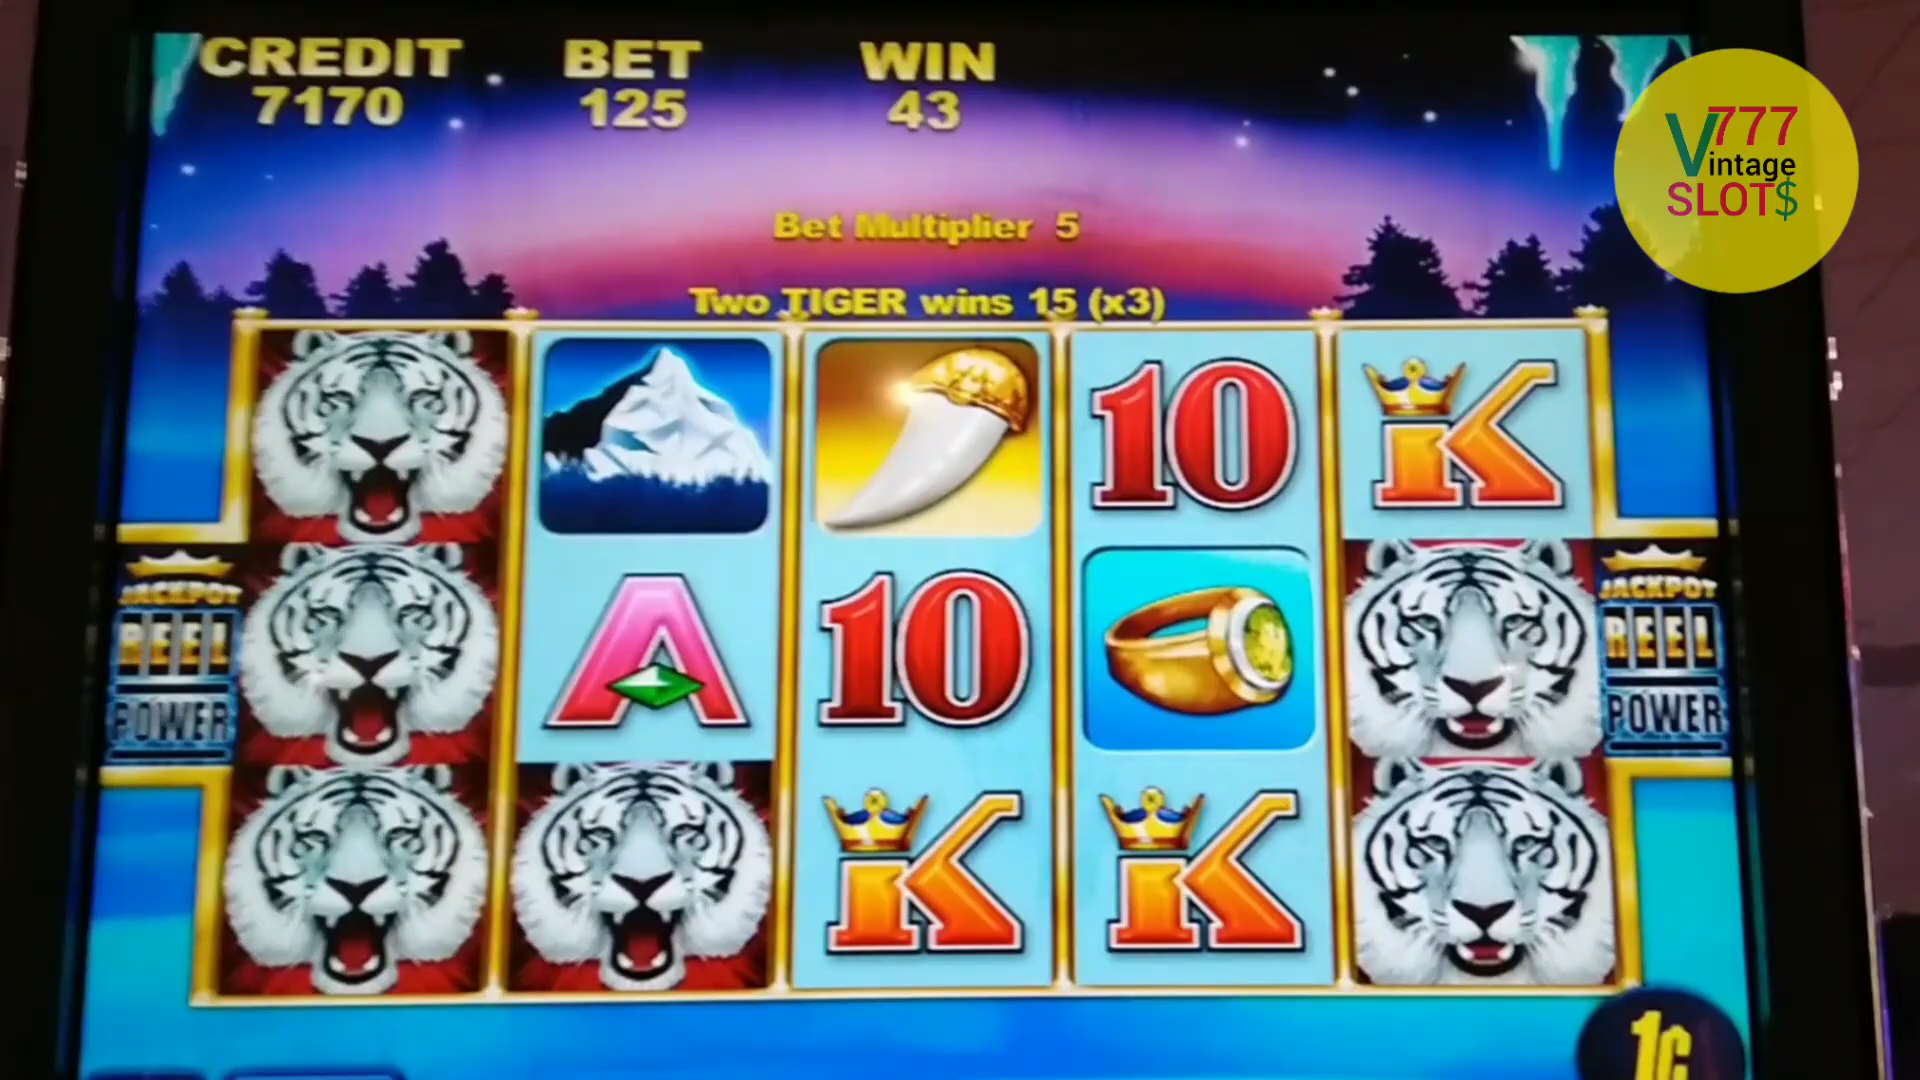 CREDIT BET WIN
7170 125 43
V777
Vintage
SLOT$
Bet Multiplier 5
Two TIGER wins 15 (x3)
10 K
JACKPOT REEL POWER
A 10
JACKPOT REEL POWER
K K
1¢